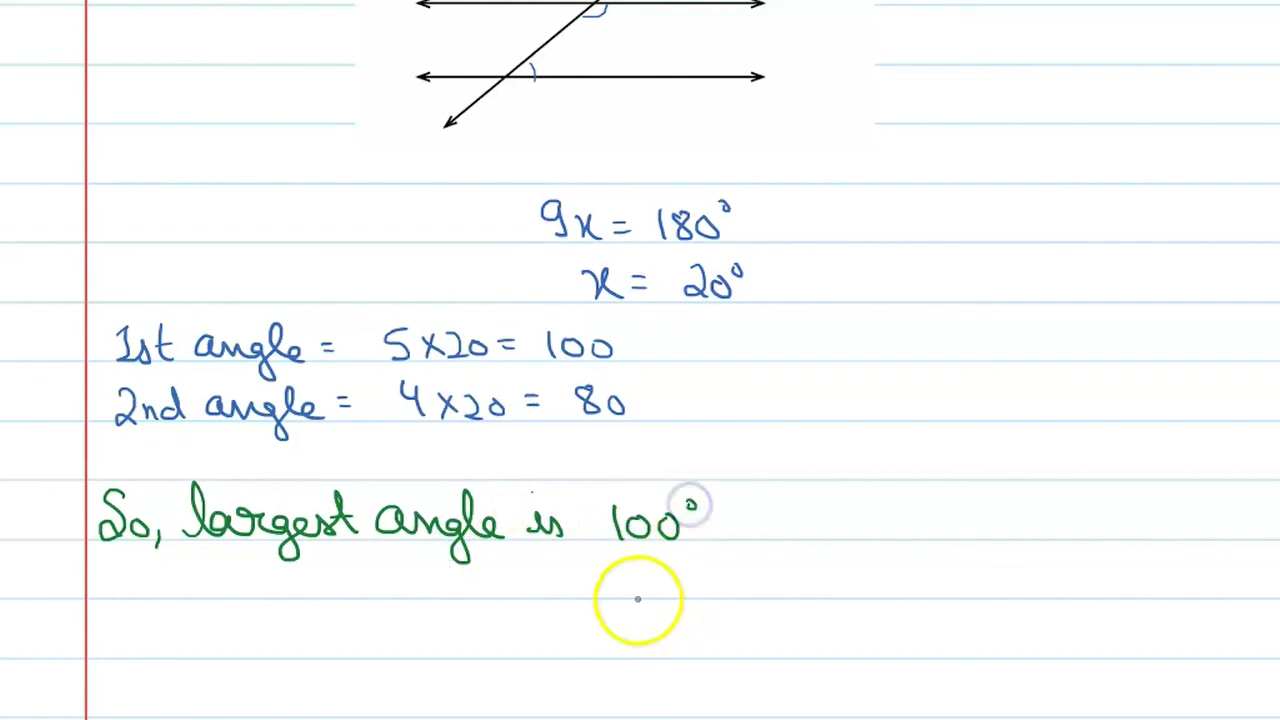 9x = 180°
x = 20°
1st angle = 5×20 = 100
2nd angle = 4×20 = 80
So, largest angle is 100°